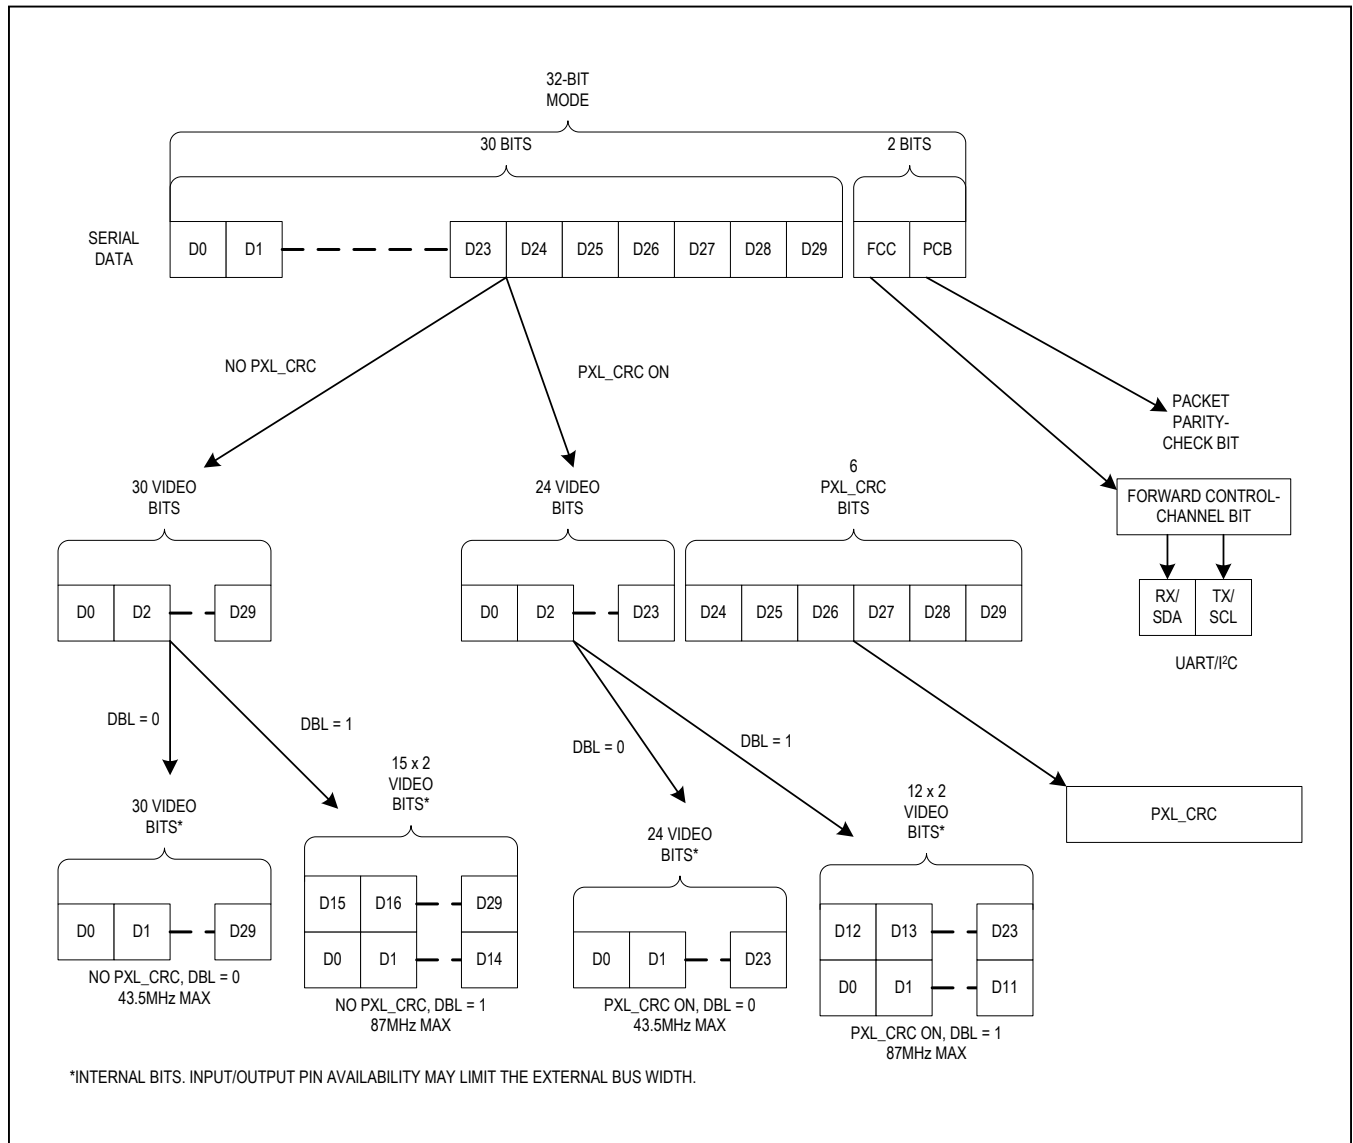 32-BIT
MODE
30 BITS
2 BITS
SERIAL
DATA
D0 D1 D23 D24 D25 D26 D27 D28 D29 FCC PCB
NO PXL_CRC
PXL_CRC ON
PACKET
PARITY-
CHECK BIT
30 VIDEO
BITS
24 VIDEO
BITS
6
PXL_CRC
BITS
FORWARD CONTROL-
CHANNEL BIT
D0 D2 D29
D0 D2 D23
D24 D25 D26 D27 D28 D29
RX/
SDA
TX/
SCL
UART/I²C
DBL = 0
DBL = 1
DBL = 0
DBL = 1
30 VIDEO
BITS*
15 x 2
VIDEO
BITS*
24 VIDEO
BITS*
12 x 2
VIDEO
BITS*
PXL_CRC
D0 D1 D29
NO PXL_CRC, DBL = 0
43.5MHz MAX
D15 D16 D29
D0 D1 D14
NO PXL_CRC, DBL = 1
87MHz MAX
D0 D1 D23
PXL_CRC ON, DBL = 0
43.5MHz MAX
D12 D13 D23
D0 D1 D11
PXL_CRC ON, DBL = 1
87MHz MAX
*INTERNAL BITS. INPUT/OUTPUT PIN AVAILABILITY MAY LIMIT THE EXTERNAL BUS WIDTH.